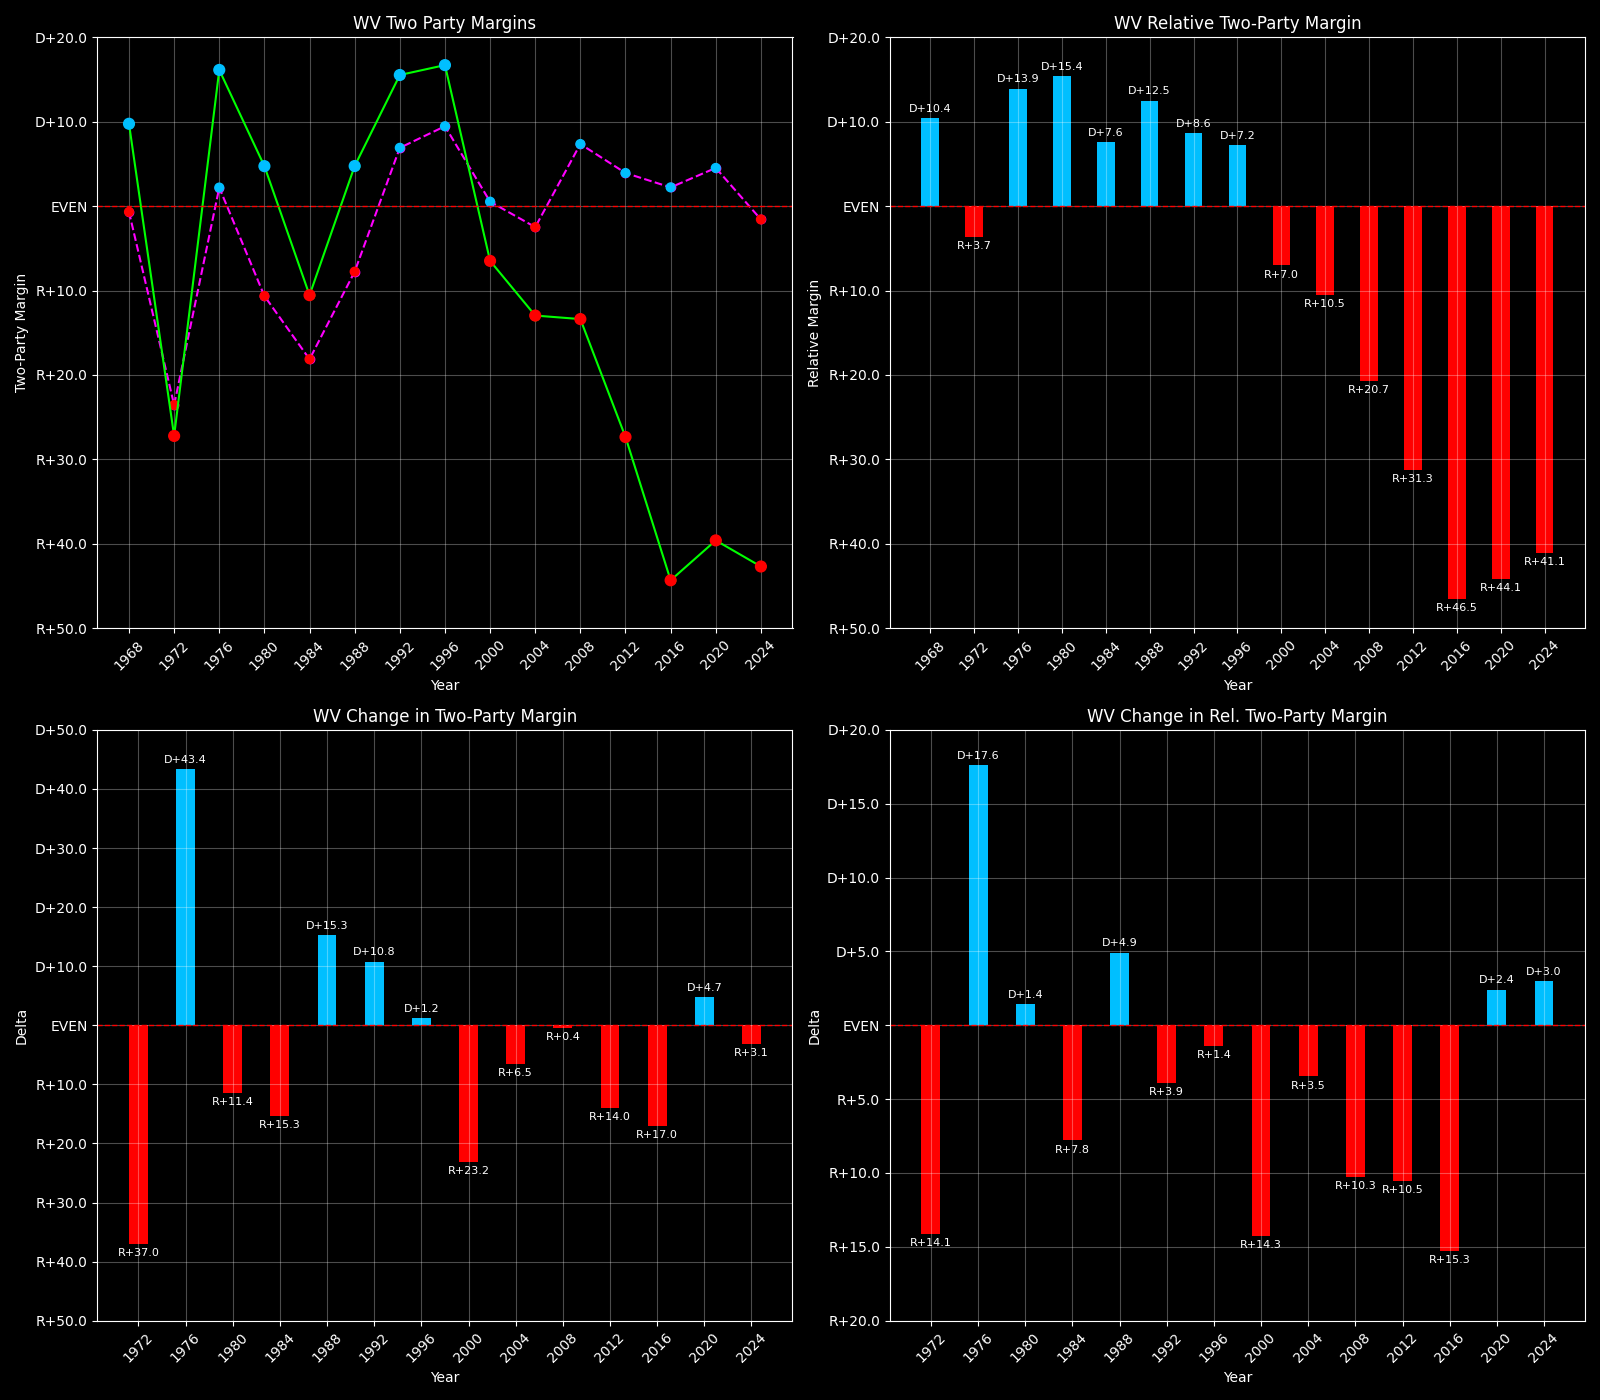 WV Two Party Margins
D+20.0
D+10.0
EVEN
R+10.0
R+20.0
R+30.0
R+40.0
R+50.0
Two-Party Margin
1968 1972 1976 1980 1984 1988 1992 1996 2000 2004 2008 2012 2016 2020 2024
Year
WV Relative Two-Party Margin
D+20.0
D+10.0
EVEN
R+10.0
R+20.0
R+30.0
R+40.0
R+50.0
Relative Margin
D+10.4
R+3.7
D+13.9
D+15.4
D+7.6
D+12.5
D+8.6
D+7.2
R+7.0
R+10.5
R+20.7
R+31.3
R+46.5
R+44.1
R+41.1
1968 1972 1976 1980 1984 1988 1992 1996 2000 2004 2008 2012 2016 2020 2024
Year
WV Change in Two-Party Margin
D+50.0
D+40.0
D+30.0
D+20.0
D+10.0
EVEN
R+10.0
R+20.0
R+30.0
R+40.0
R+50.0
Delta
R+37.0
D+43.4
R+11.4
R+15.3
D+15.3
D+10.8
D+1.2
R+23.2
R+6.5
R+0.4
R+14.0
R+17.0
D+4.7
R+3.1
1972 1976 1980 1984 1988 1992 1996 2000 2004 2008 2012 2016 2020 2024
Year
WV Change in Rel. Two-Party Margin
D+20.0
D+15.0
D+10.0
D+5.0
EVEN
R+5.0
R+10.0
R+15.0
R+20.0
Delta
R+14.1
D+17.6
D+1.4
R+7.8
D+4.9
R+3.9
R+1.4
R+14.3
R+3.5
R+10.3
R+10.5
R+15.3
D+2.4
D+3.0
1972 1976 1980 1984 1988 1992 1996 2000 2004 2008 2012 2016 2020 2024
Year